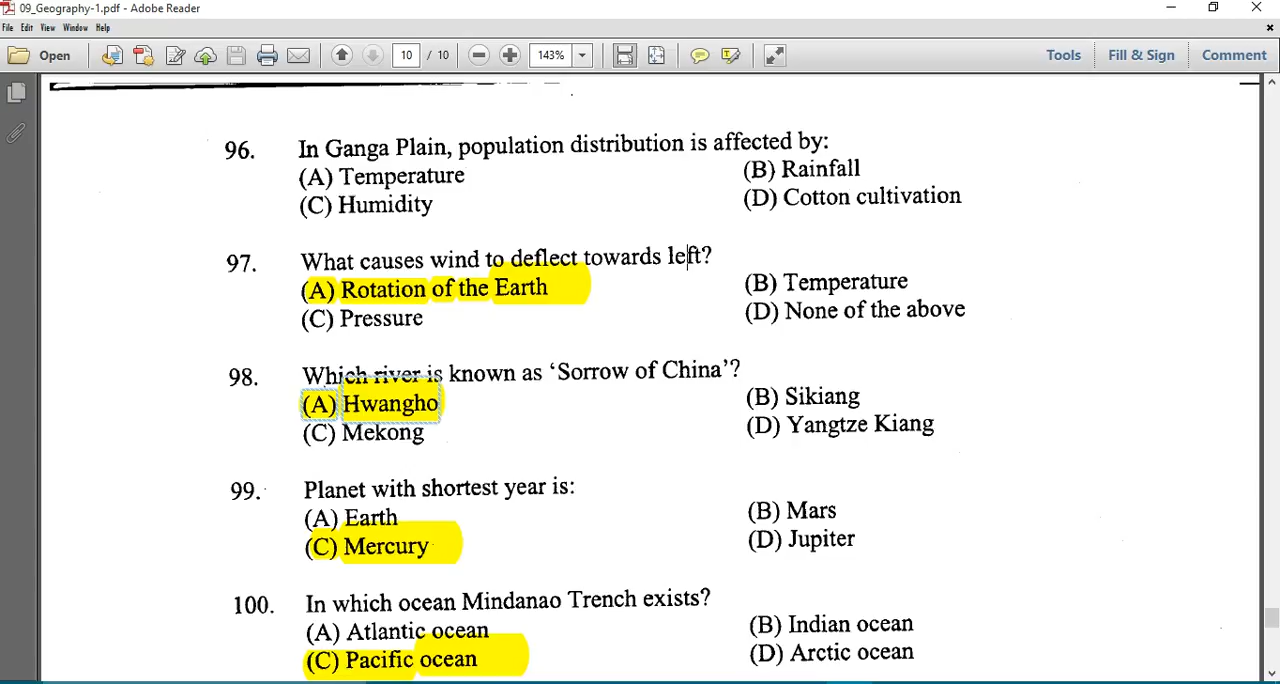 09_Geography-1.pdf - Adobe Reader
File Edit View Window Help
Open 10 / 10 143% Tools Fill & Sign Comment
96. In Ganga Plain, population distribution is affected by:
(A) Temperature (B) Rainfall
(C) Humidity (D) Cotton cultivation
97. What causes wind to deflect towards left?
(A) Rotation of the Earth (B) Temperature
(C) Pressure (D) None of the above
98. Which river is known as ‘Sorrow of China’?
(A) Hwangho (B) Sikiang
(C) Mekong (D) Yangtze Kiang
99. Planet with shortest year is:
(A) Earth (B) Mars
(C) Mercury (D) Jupiter
100. In which ocean Mindanao Trench exists?
(A) Atlantic ocean (B) Indian ocean
(C) Pacific ocean (D) Arctic ocean